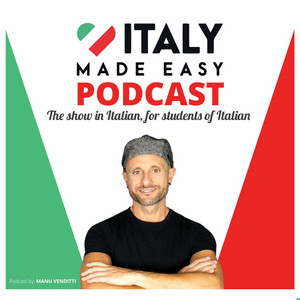 ITALY
MADE EASY
PODCAST
The show in Italian, for students of Italian
Podcast by MANU VENDITTI